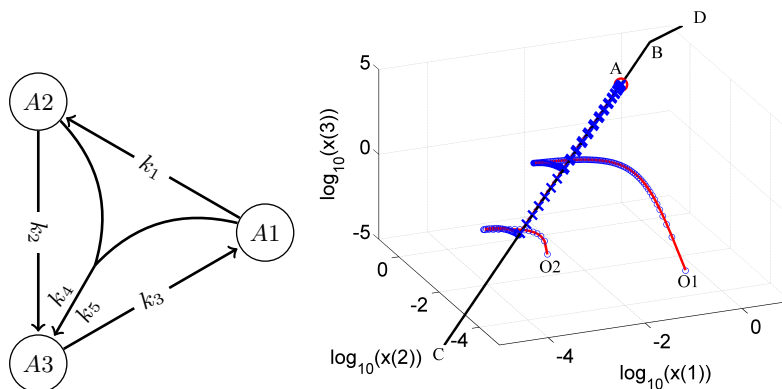 A2
k1
k2
A1
k4
k5
k3
A3
D
B
A
5
0
-5
log10(x(3))
O2
O1
C
0
-2
-4
log10(x(2))
-4
-2
0
log10(x(1))